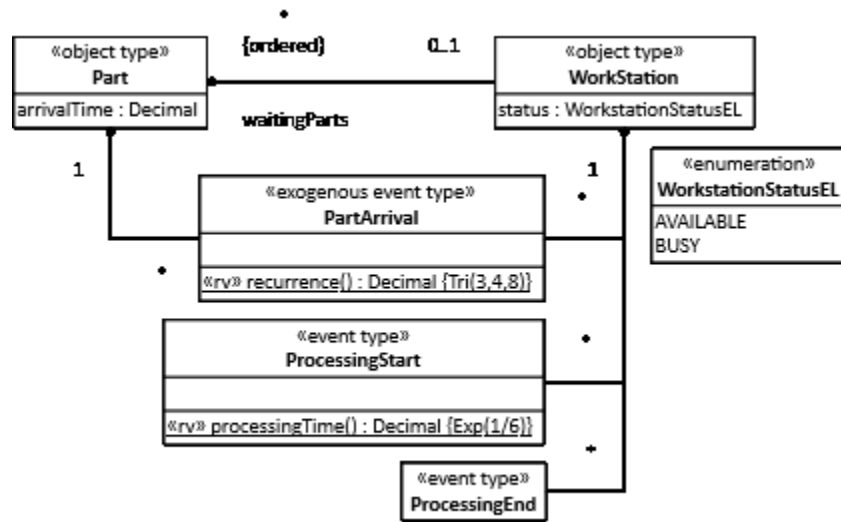 *
«object type»
Part
arrivalTime : Decimal
{ordered}
0..1
waitingParts
«object type»
WorkStation
status : WorkstationStatusEL
1
1
«enumeration»
WorkstationStatusEL
AVAILABLE
BUSY
«exogenous event type»
PartArrival
«rv» recurrence() : Decimal {Tri(3,4,8)}
*
*
«event type»
ProcessingStart
«rv» processingTime() : Decimal {Exp(1/6)}
*
«event type»
ProcessingEnd
*